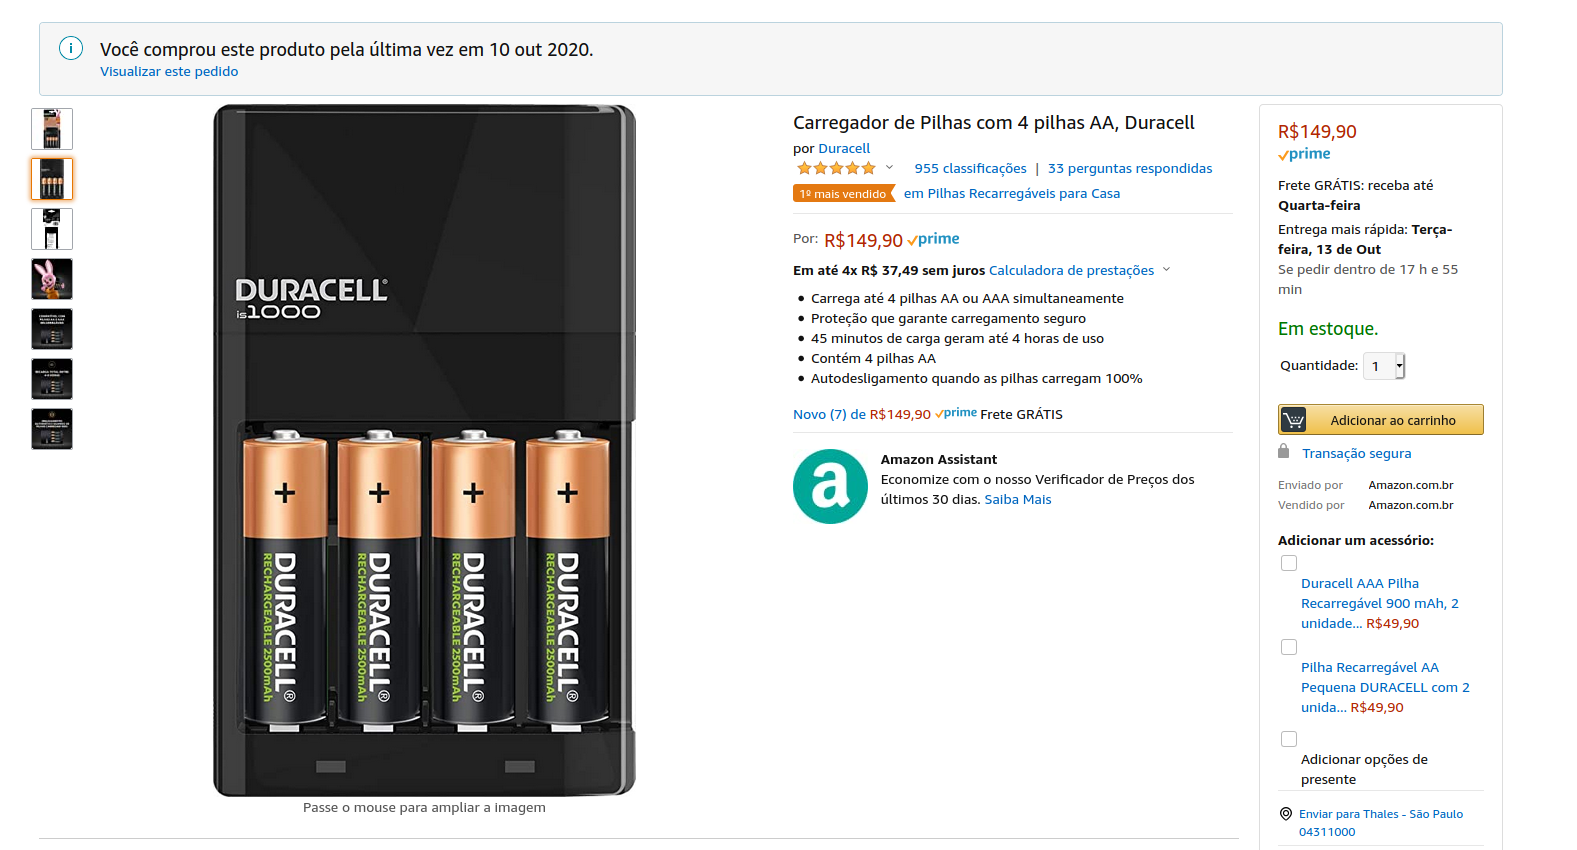 Você comprou este produto pela última vez em 10 out 2020.
Visualizar este pedido
DURACELL®
is1000
+ + + +
DURACELL®
RECHARGEABLE 2500mAh
DURACELL®
RECHARGEABLE 2500mAh
DURACELL®
RECHARGEABLE 2500mAh
DURACELL®
RECHARGEABLE 2500mAh
Passe o mouse para ampliar a imagem
Carregador de Pilhas com 4 pilhas AA, Duracell
por Duracell
955 classificações | 33 perguntas respondidas
1º mais vendido em Pilhas Recarregáveis para Casa
Por: R$149,90 prime
Em até 4x R$ 37,49 sem juros Calculadora de prestações
• Carrega até 4 pilhas AA ou AAA simultaneamente
• Proteção que garante carregamento seguro
• 45 minutos de carga geram até 4 horas de uso
• Contém 4 pilhas AA
• Autodesligamento quando as pilhas carregam 100%
Novo (7) de R$149,90 prime Frete GRÁTIS
a
Amazon Assistant
Economize com o nosso Verificador de Preços dos
últimos 30 dias. Saiba Mais
R$149,90
prime
Frete GRÁTIS: receba até
Quarta-feira
Entrega mais rápida: Terça-
feira, 13 de Out
Se pedir dentro de 17 h e 55
min
Em estoque.
Quantidade: 1
Adicionar ao carrinho
Transação segura
Enviado por Amazon.com.br
Vendido por Amazon.com.br
Adicionar um acessório:
Duracell AAA Pilha
Recarregável 900 mAh, 2
unidade... R$49,90
Pilha Recarregável AA
Pequena DURACELL com 2
unida... R$49,90
Adicionar opções de
presente
Enviar para Thales - São Paulo
04311000